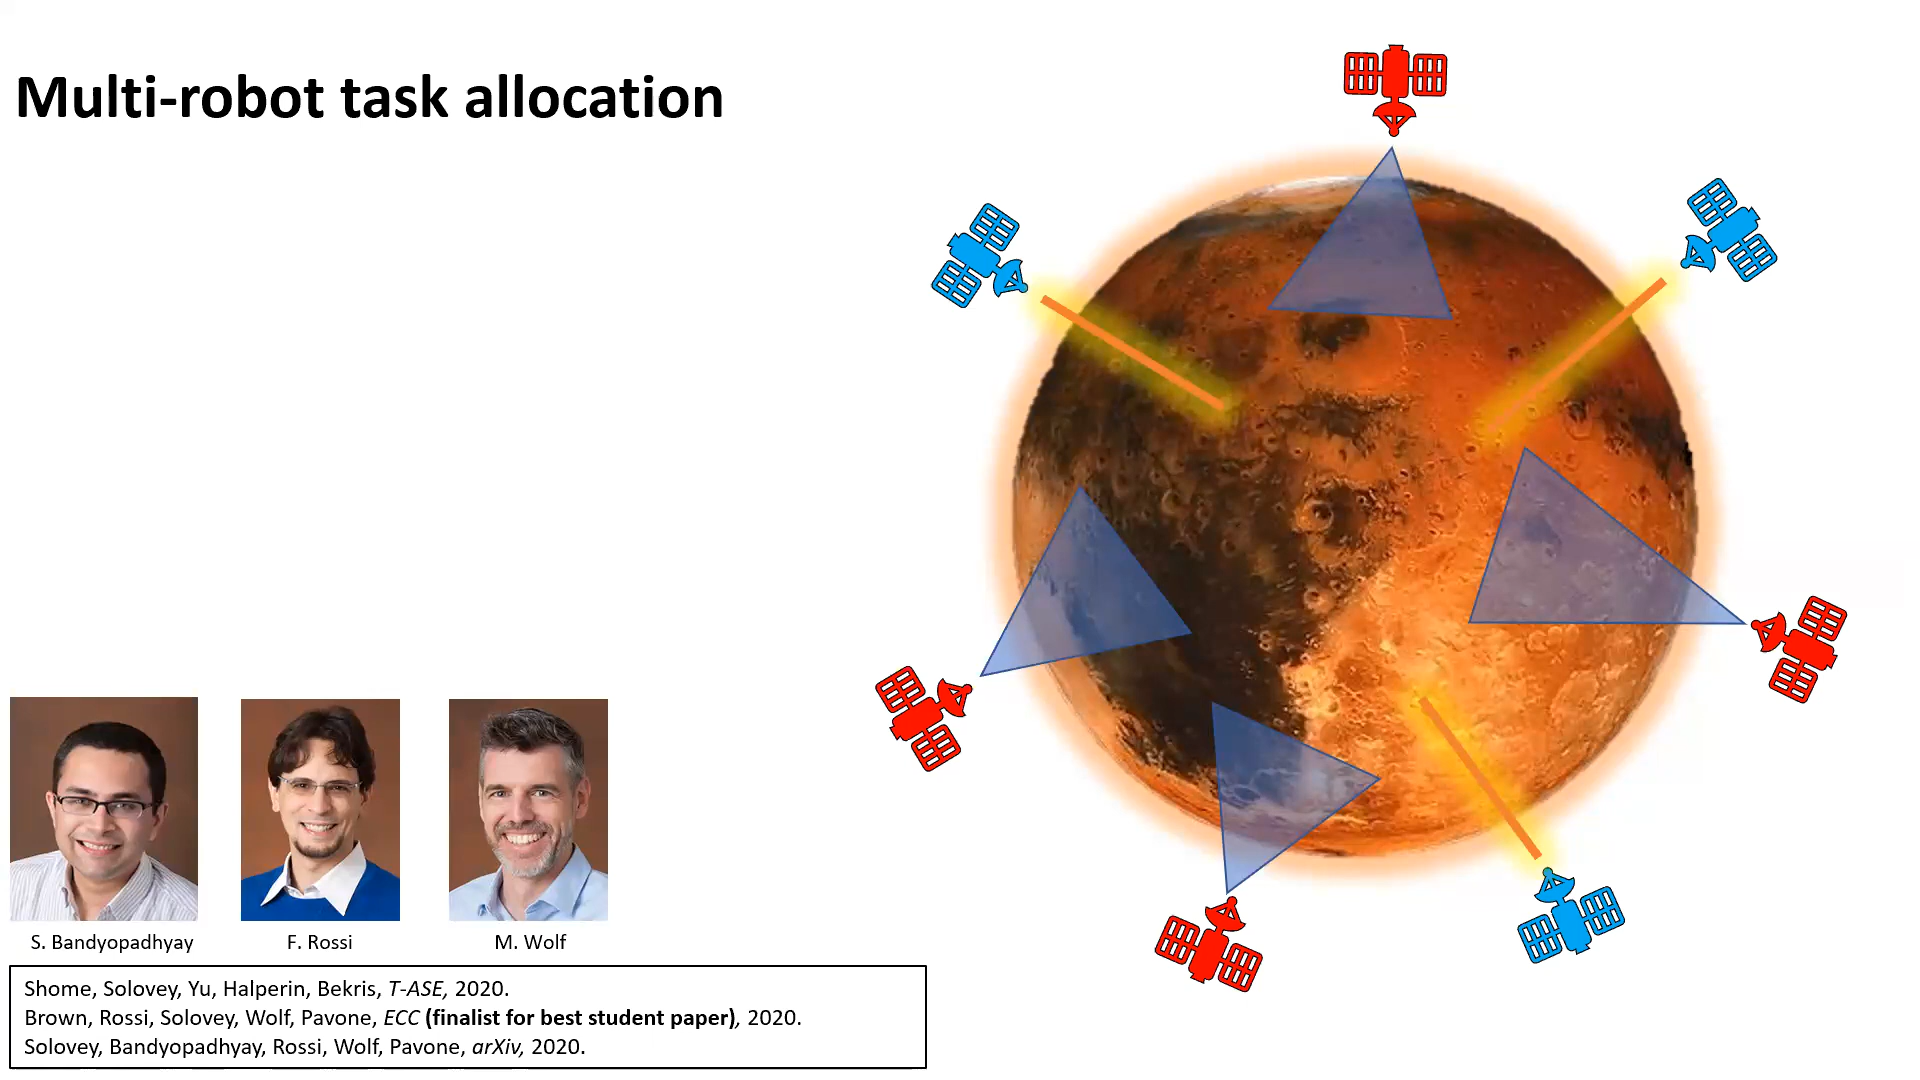 Multi-robot task allocation
S. Bandyopadhyay
F. Rossi
M. Wolf
Shome, Solovey, Yu, Halperin, Bekris, T-ASE, 2020.
Brown, Rossi, Solovey, Wolf, Pavone, ECC (finalist for best student paper), 2020.
Solovey, Bandyopadhyay, Rossi, Wolf, Pavone, arXiv, 2020.